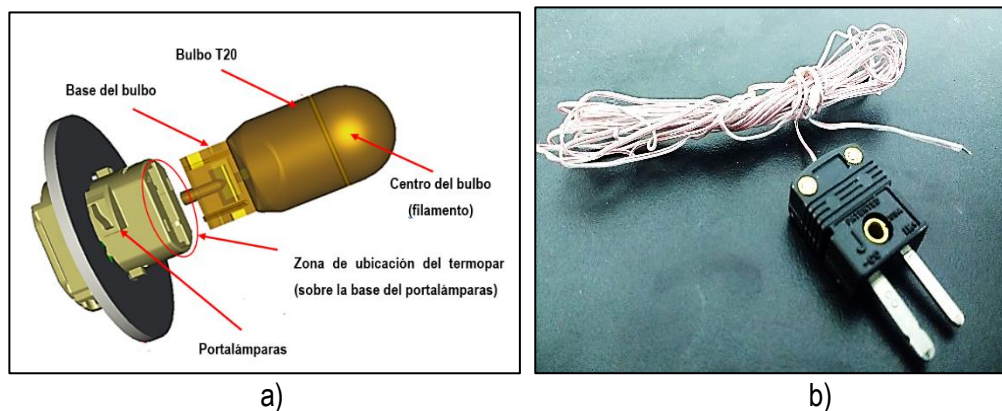 Bulbo T20
Base del bulbo
Centro del bulbo
(filamento)
Zona de ubicación del termopar
(sobre la base del portalámparas)
Portalámparas
PATENTED
a)
b)